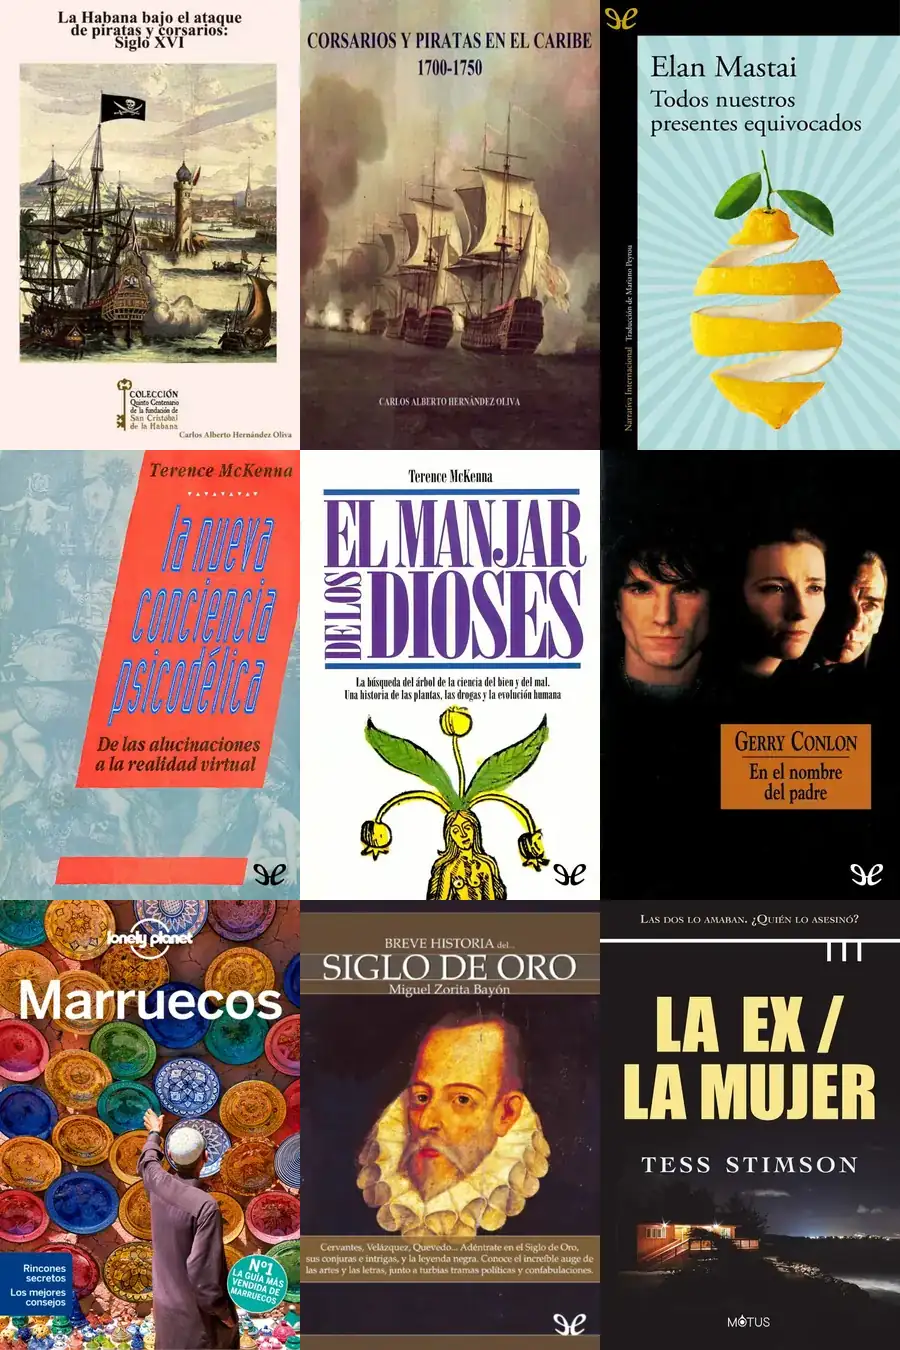 La Habana bajo el ataque
de piratas y corsarios:
Siglo XVI
COLECCIÓN
Quinto Centenario
de la fundación de
San Cristóbal
de la Habana
Carlos Alberto Hernández Oliva
CORSARIOS Y PIRATAS EN EL CARIBE
1700-1750
CARLOS ALBERTO HERNÁNDEZ OLIVA
Elan Mastai
Todos nuestros
presentes equivocados
Narrativa Internacional Traducción de Mariano Peyrou
Terence McKenna
la nueva
conciencia
psicodélica
De las alucinaciones
a la realidad virtual
Terence McKenna
EL MANJAR
DE LOS
DIOSES
La búsqueda del árbol de la ciencia del bien y del mal.
Una historia de las plantas, las drogas y la evolución humana
GERRY CONLON
En el nombre
del padre
lonely planet
Marruecos
Rincones
secretos
Los mejores
consejos
Nº1
LA GUÍA MÁS
VENDIDA DE
MARRUECOS
BREVE HISTORIA del...
SIGLO DE ORO
Miguel Zorita Bayón
Cervantes, Velázquez, Quevedo... Adéntrate en el Siglo de Oro,
sus conjuras e intrigas, y la leyenda negra. Conoce el increíble auge de
las artes y las letras, junto a turbias tramas políticas y confabulaciones.
LAS DOS LO AMABAN. ¿QUIÉN LO ASESINÓ?
LA EX /
LA MUJER
TESS STIMSON
MOTUS